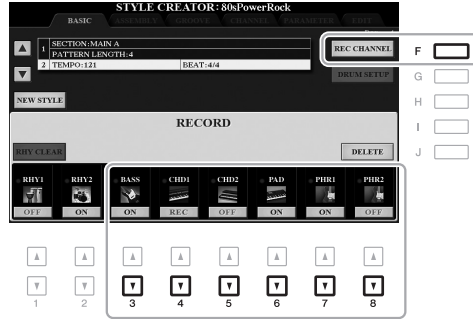 STYLE CREATOR: 80sPowerRock
BASIC ASSEMBLY GROOVE CHANNEL PARAMETER EDIT
1 SECTION:MAIN A
PATTERN LENGTH:4
2 TEMPO:121 BEAT:4/4
REC CHANNEL
DRUM SETUP
F
G
H
I
J
NEW STYLE
RECORD
RHY CLEAR
DELETE
RHY1 RHY2 BASS CHD1 CHD2 PAD PHR1 PHR2
OFF ON ON REC OFF ON ON OFF
1 2 3 4 5 6 7 8